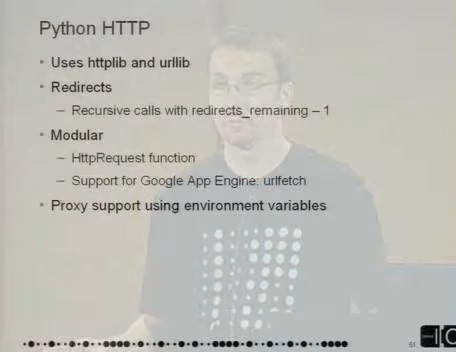 Python HTTP
Uses httplib and urllib
Redirects
– Recursive calls with redirects_remaining – 1
Modular
– HttpRequest function
– Support for Google App Engine: urlfetch
Proxy support using environment variables
51